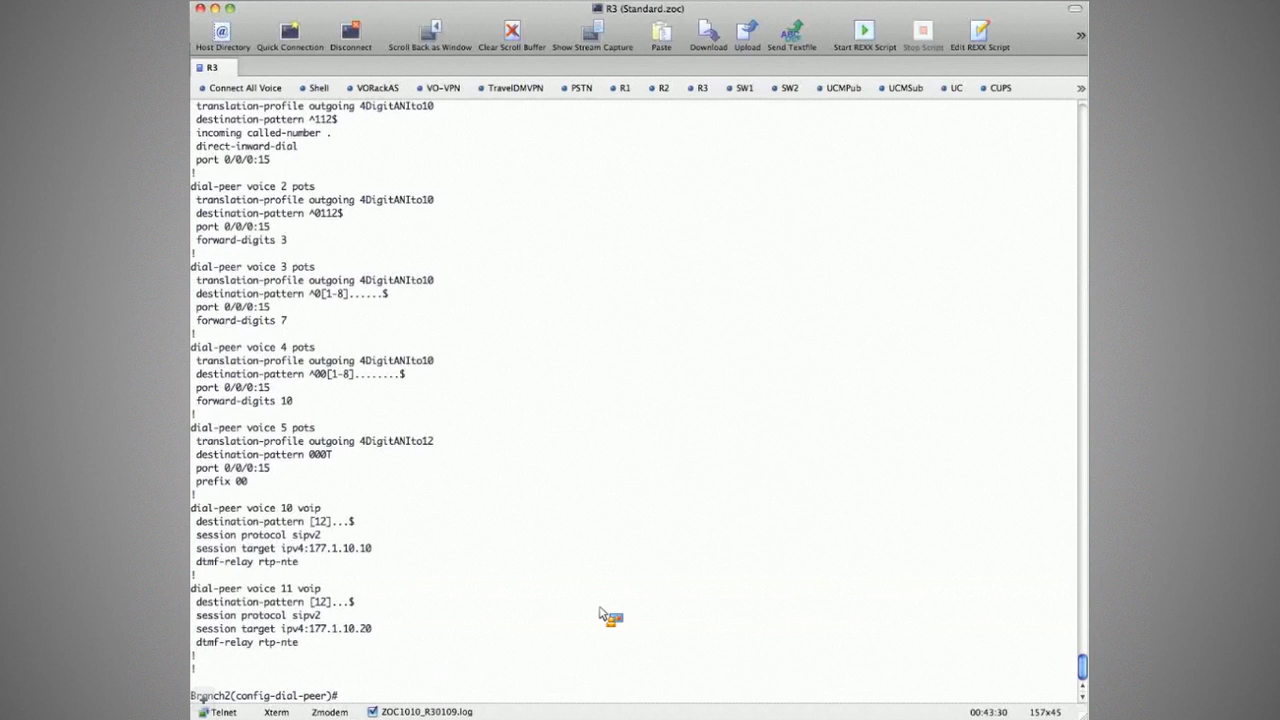 R3 (Standard.zoc)
Host Directory Quick Connection Disconnect Scroll Back as Window Clear Scroll Buffer Show Stream Capture Paste Download Upload Send Textfile Start REXX Script Stop Script Edit REXX Script
R3
Connect All Voice Shell VORackAS VO-VPN TravelDMVPN PSTN R1 R2 R3 SW1 SW2 UCMPub UCMSub UC CUPS
translation-profile outgoing 4DigitANIto10
destination-pattern ^112$
incoming called-number .
direct-inward-dial
port 0/0/0:15
!
dial-peer voice 2 pots
translation-profile outgoing 4DigitANIto10
destination-pattern ^0112$
port 0/0/0:15
forward-digits 3
!
dial-peer voice 3 pots
translation-profile outgoing 4DigitANIto10
destination-pattern ^0[1-8]......$
port 0/0/0:15
forward-digits 7
!
dial-peer voice 4 pots
translation-profile outgoing 4DigitANIto10
destination-pattern ^00[1-8].........$
port 0/0/0:15
forward-digits 10
!
dial-peer voice 5 pots
translation-profile outgoing 4DigitANIto12
destination-pattern 000T
port 0/0/0:15
prefix 00
!
dial-peer voice 10 voip
destination-pattern [12]...$
session protocol sipv2
session target ipv4:177.1.10.10
dtmf-relay rtp-nte
!
dial-peer voice 11 voip
destination-pattern [12]...$
session protocol sipv2
session target ipv4:177.1.10.20
dtmf-relay rtp-nte
!
!
Branch2(config-dial-peer)#
Telnet Xterm Zmodem ZOC1010_R30109.log 00:43:30 157x45